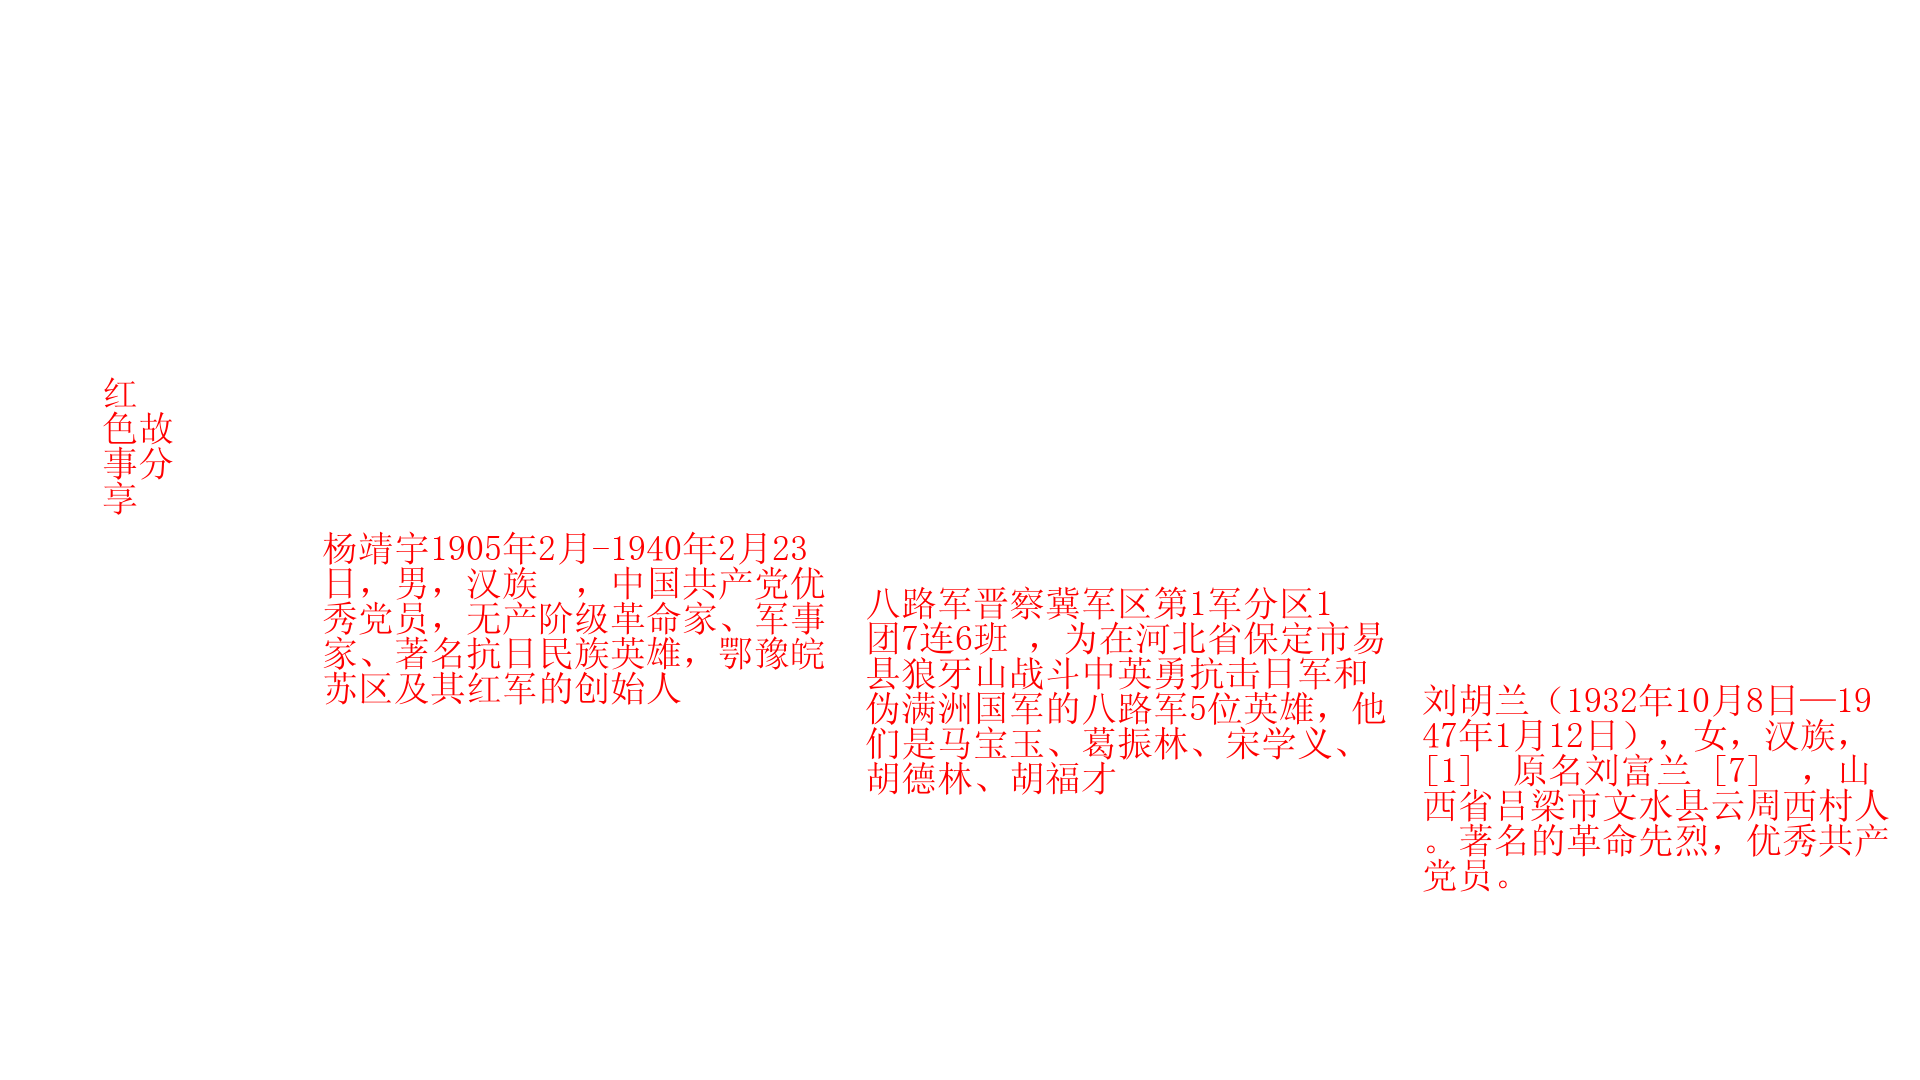 红
色故
事分
享
杨靖宇1905年2月-1940年2月23
日，男，汉族 ，中国共产党优
秀党员，无产阶级革命家、军事
家、著名抗日民族英雄，鄂豫皖
苏区及其红军的创始人
八路军晋察冀军区第1军分区1
团7连6班 ，为在河北省保定市易
县狼牙山战斗中英勇抗击日军和
伪满洲国军的八路军5位英雄，他
们是马宝玉、葛振林、宋学义、
胡德林、胡福才
刘胡兰（1932年10月8日—19
47年1月12日），女，汉族，
[1] 原名刘富兰 [7] ，山
西省吕梁市文水县云周西村人
。著名的革命先烈，优秀共产
党员。